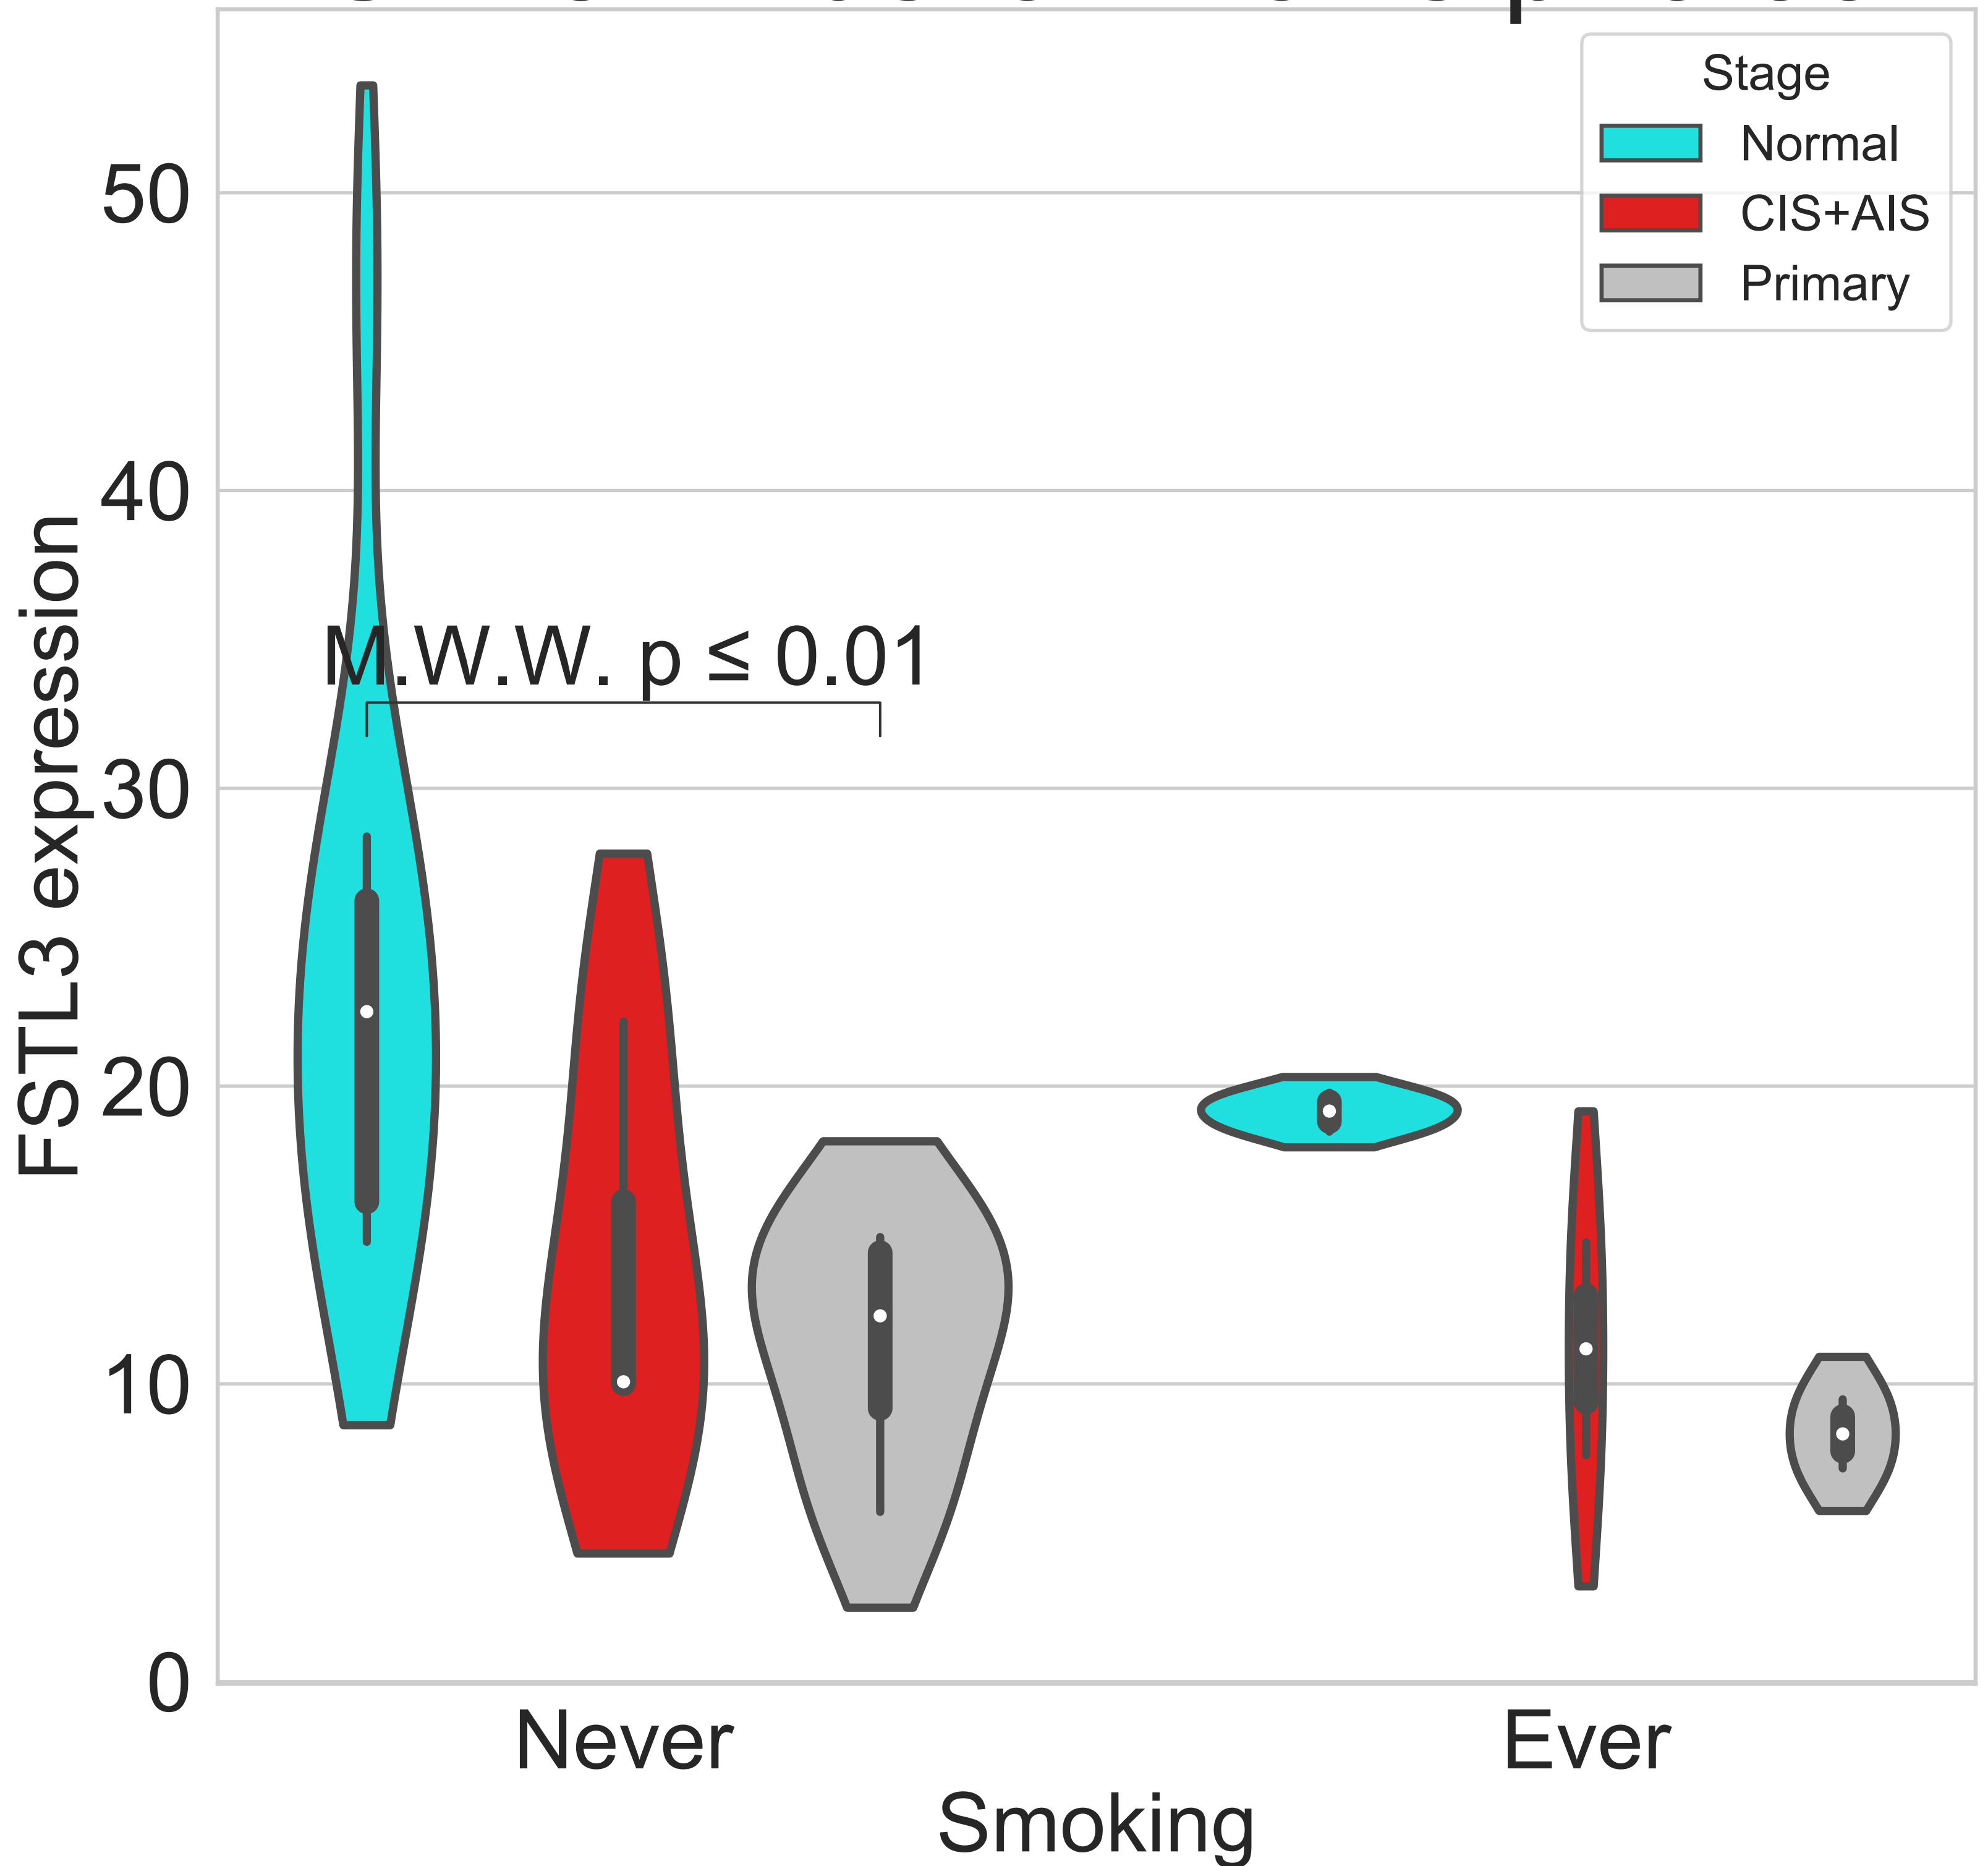 Stage
Normal
CIS+AIS
Primary
50
40
30
20
10
0
FSTL3 expression
M.W.W. p ≤ 0.01
Never
Ever
Smoking